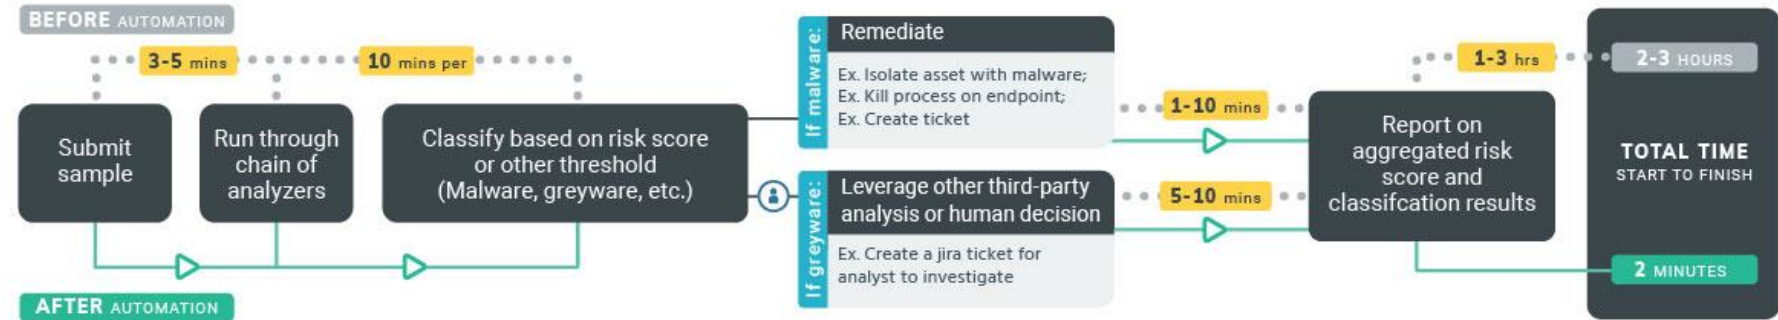 BEFORE AUTOMATION
3-5 mins
10 mins per
Submit
sample
Run through
chain of
analyzers
Classify based on risk score
or other threshold
(Malware, greyware, etc.)
If malware:
Remediate
Ex. Isolate asset with malware;
Ex. Kill process on endpoint;
Ex. Create ticket
If greyware:
Leverage other third-party
analysis or human decision
Ex. Create a jira ticket for
analyst to investigate
1-10 mins
5-10 mins
Report on
aggregated risk
score and
classifcation results
1-3 hrs
2-3 HOURS
TOTAL TIME
START TO FINISH
2 MINUTES
AFTER AUTOMATION